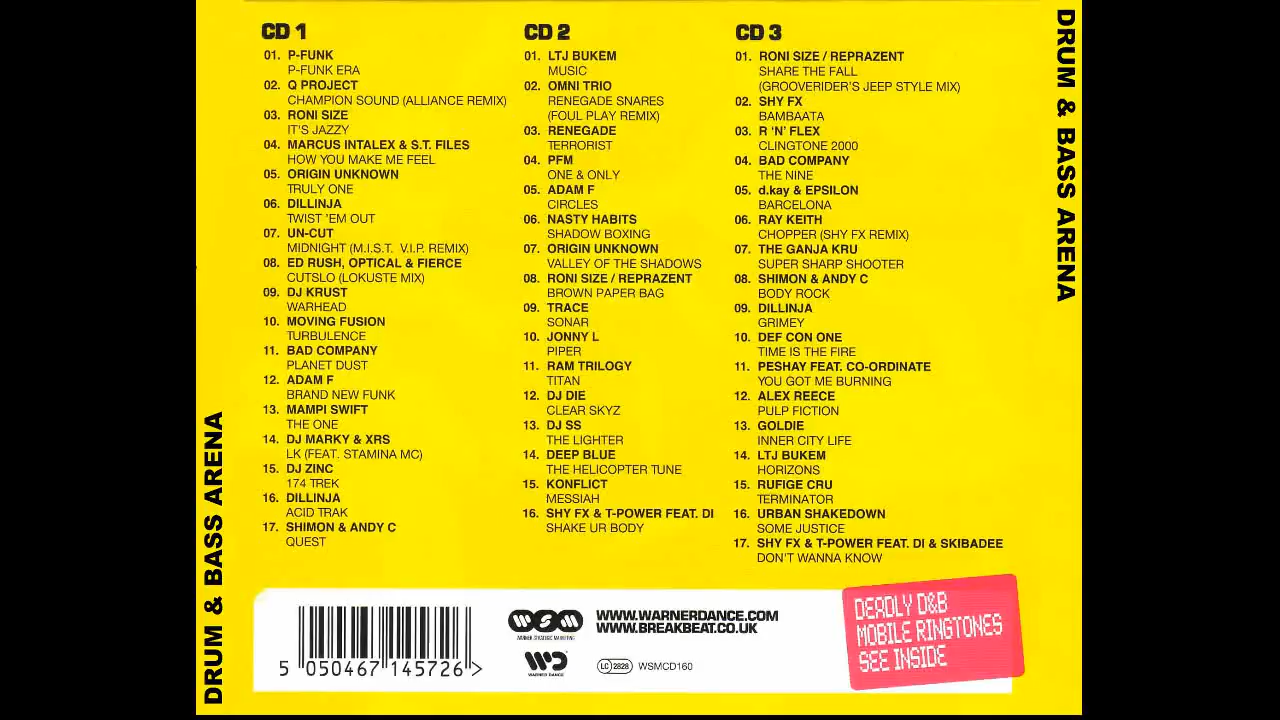 CD 1
01. P-FUNK
P-FUNK ERA
02. Q PROJECT
CHAMPION SOUND (ALLIANCE REMIX)
03. RONI SIZE
IT'S JAZZY
04. MARCUS INTALEX & S.T. FILES
HOW YOU MAKE ME FEEL
05. ORIGIN UNKNOWN
TRULY ONE
06. DILLINJA
TWIST 'EM OUT
07. UN-CUT
MIDNIGHT (M.I.S.T. V.I.P. REMIX)
08. ED RUSH, OPTICAL & FIERCE
CUTSLO (LOKUSTE MIX)
09. DJ KRUST
WARHEAD
10. MOVING FUSION
TURBULENCE
11. BAD COMPANY
PLANET DUST
12. ADAM F
BRAND NEW FUNK
13. MAMPI SWIFT
THE ONE
14. DJ MARKY & XRS
LK (FEAT. STAMINA MC)
15. DJ ZINC
174 TREK
16. DILLINJA
ACID TRAK
17. SHIMON & ANDY C
QUEST
CD 2
01. LTJ BUKEM
MUSIC
02. OMNI TRIO
RENEGADE SNARES
(FOUL PLAY REMIX)
03. RENEGADE
TERRORIST
04. PFM
ONE & ONLY
05. ADAM F
CIRCLES
06. NASTY HABITS
SHADOW BOXING
07. ORIGIN UNKNOWN
VALLEY OF THE SHADOWS
08. RONI SIZE / REPRAZENT
BROWN PAPER BAG
09. TRACE
SONAR
10. JONNY L
PIPER
11. RAM TRILOGY
TITAN
12. DJ DIE
CLEAR SKYZ
13. DJ SS
THE LIGHTER
14. DEEP BLUE
THE HELICOPTER TUNE
15. KONFLICT
MESSIAH
16. SHY FX & T-POWER FEAT. DI
SHAKE UR BODY
CD 3
01. RONI SIZE / REPRAZENT
SHARE THE FALL
(GROOVERIDER'S JEEP STYLE MIX)
02. SHY FX
BAMBAATA
03. R 'N' FLEX
CLINGTONE 2000
04. BAD COMPANY
THE NINE
05. d.kay & EPSILON
BARCELONA
06. RAY KEITH
CHOPPER (SHY FX REMIX)
07. THE GANJA KRU
SUPER SHARP SHOOTER
08. SHIMON & ANDY C
BODY ROCK
09. DILLINJA
GRIMEY
10. DEF CON ONE
TIME IS THE FIRE
11. PESHAY FEAT. CO-ORDINATE
YOU GOT ME BURNING
12. ALEX REECE
PULP FICTION
13. GOLDIE
INNER CITY LIFE
14. LTJ BUKEM
HORIZONS
15. RUFIGE CRU
TERMINATOR
16. URBAN SHAKEDOWN
SOME JUSTICE
17. SHY FX & T-POWER FEAT. DI & SKIBADEE
DON'T WANNA KNOW
DRUM & BASS ARENA
DRUM & BASS ARENA
5 050467 145726 >
WSM
WARNER STRATEGIC MARKETING
WARNER DANCE
WWW.WARNERDANCE.COM
WWW.BREAKBEAT.CO.UK
LC 2828 WSMCD160
DEADLY D&B
MOBILE RINGTONES
SEE INSIDE